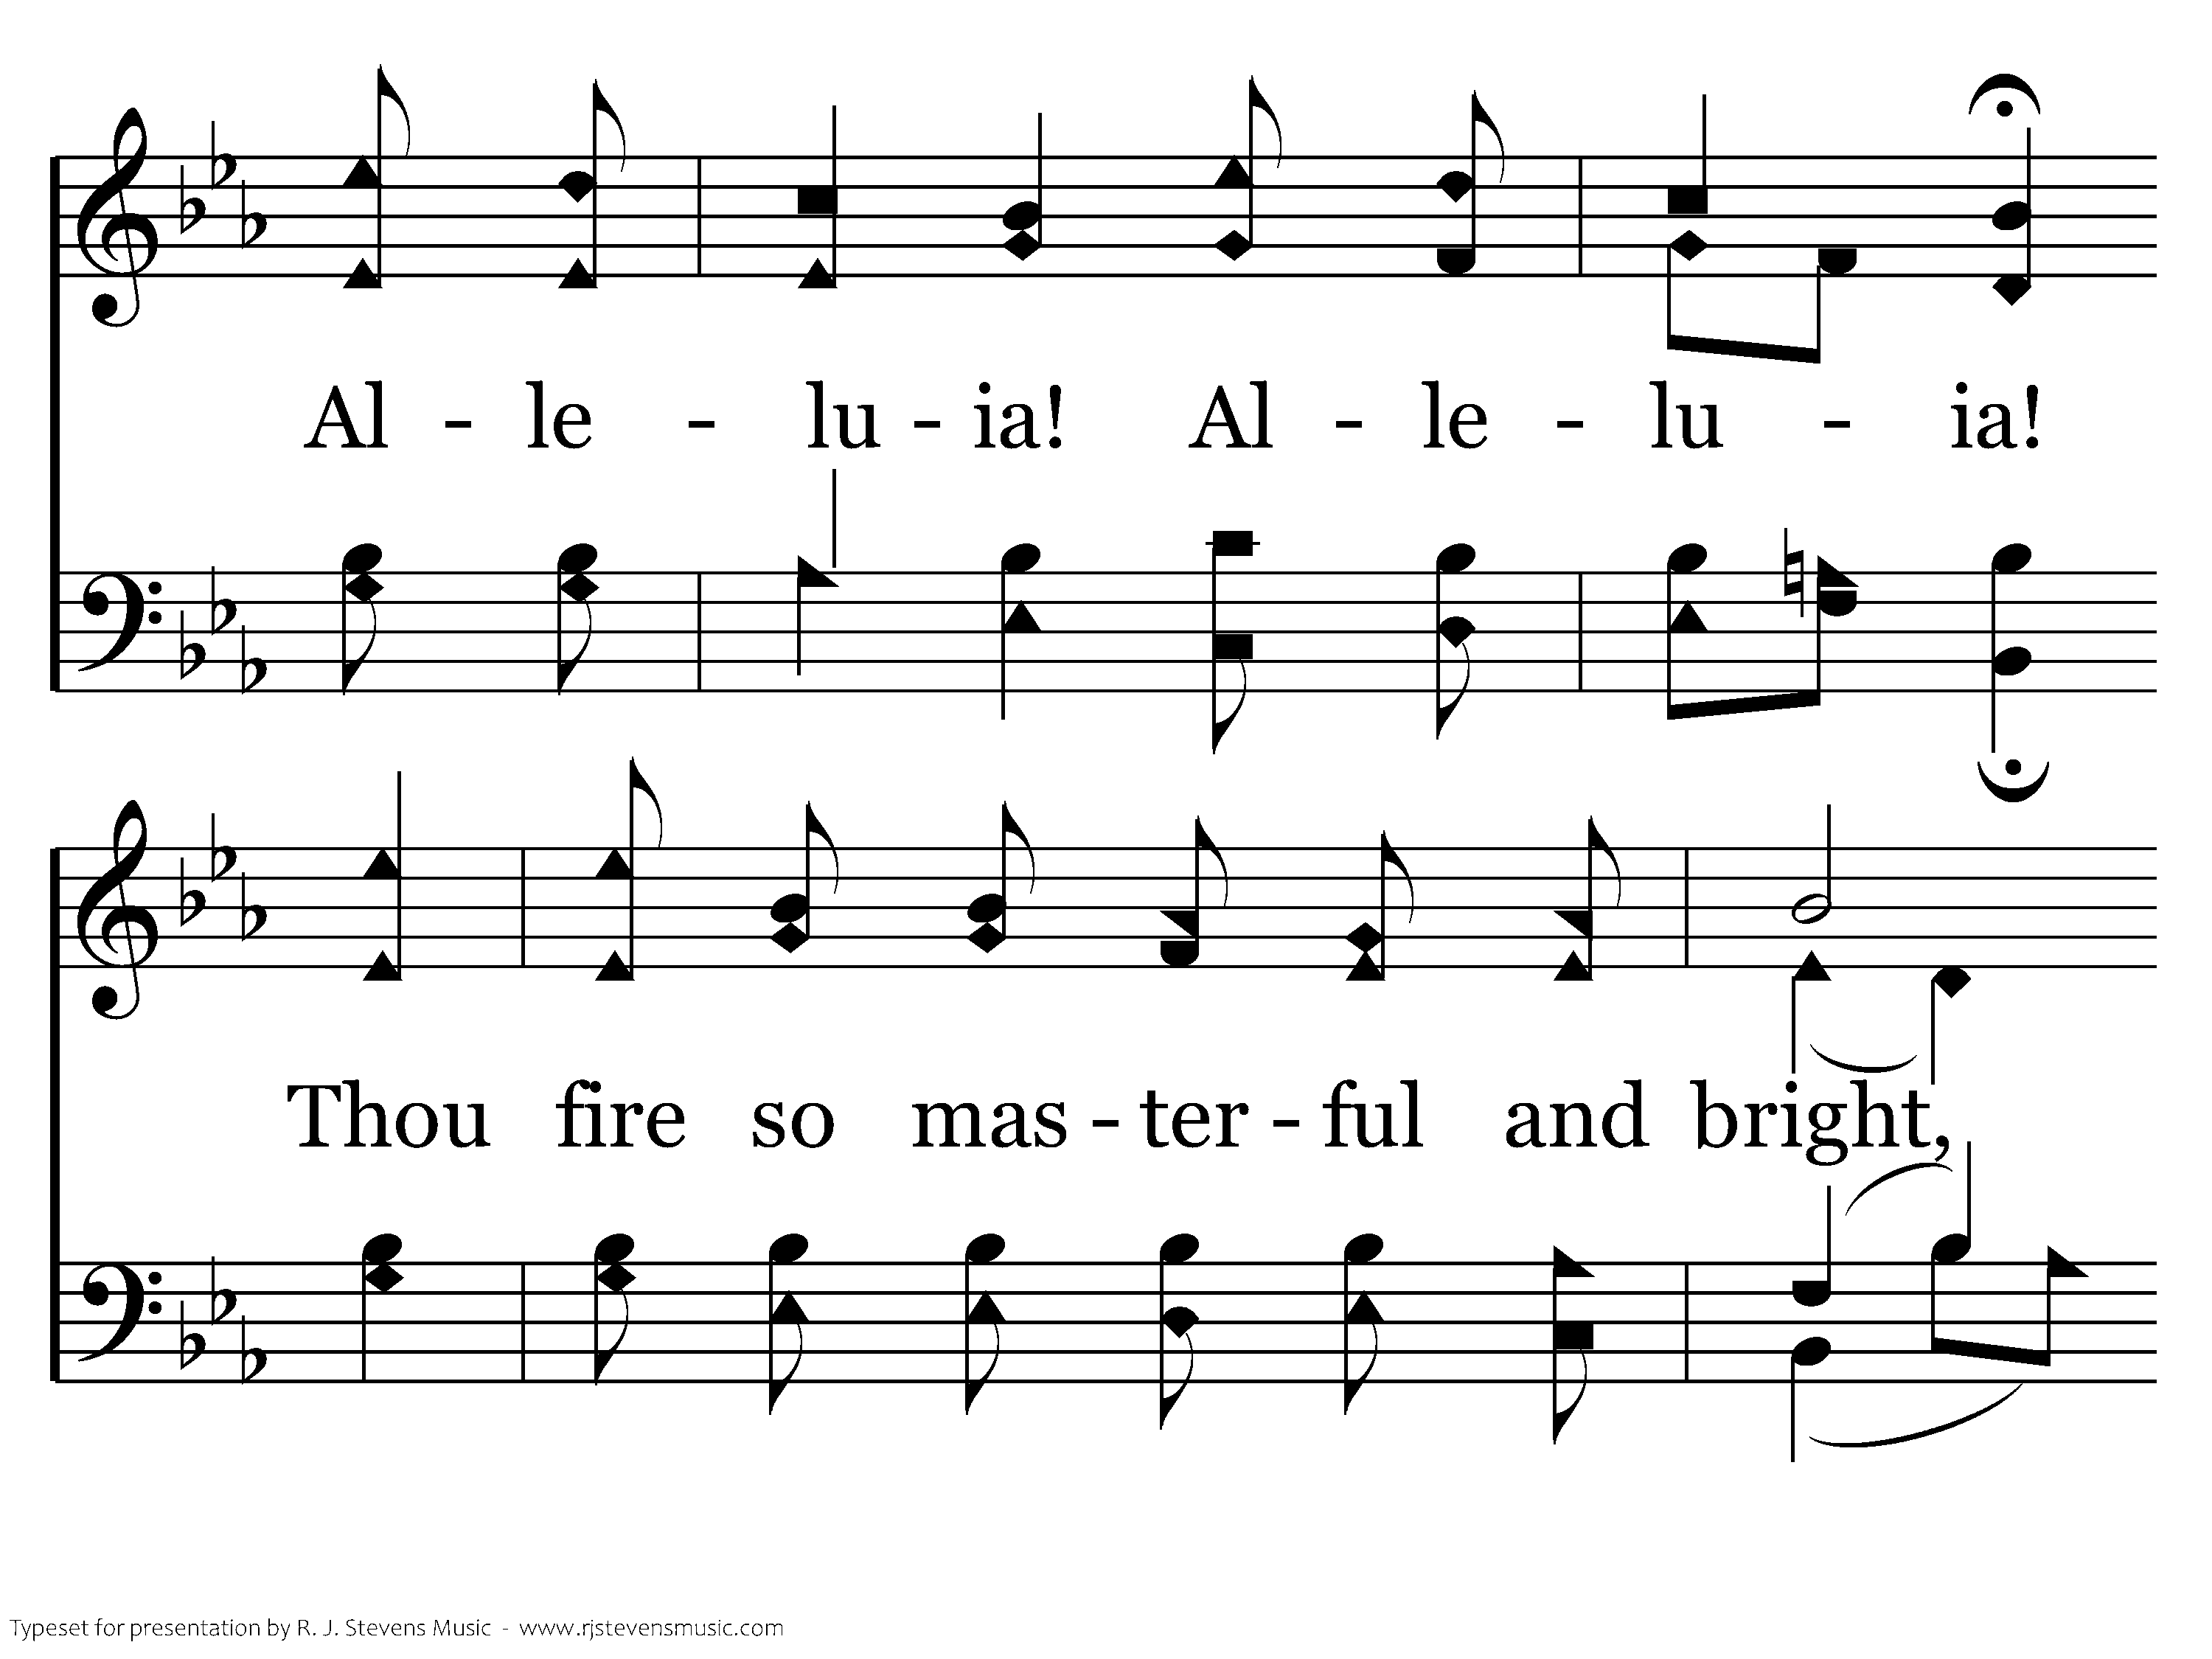 Al - le - lu - ia! Al - le - lu - ia!
Thou fire so mas - ter - ful and bright,
Typeset for presentation by R. J. Stevens Music - www.rjstevensmusic.com